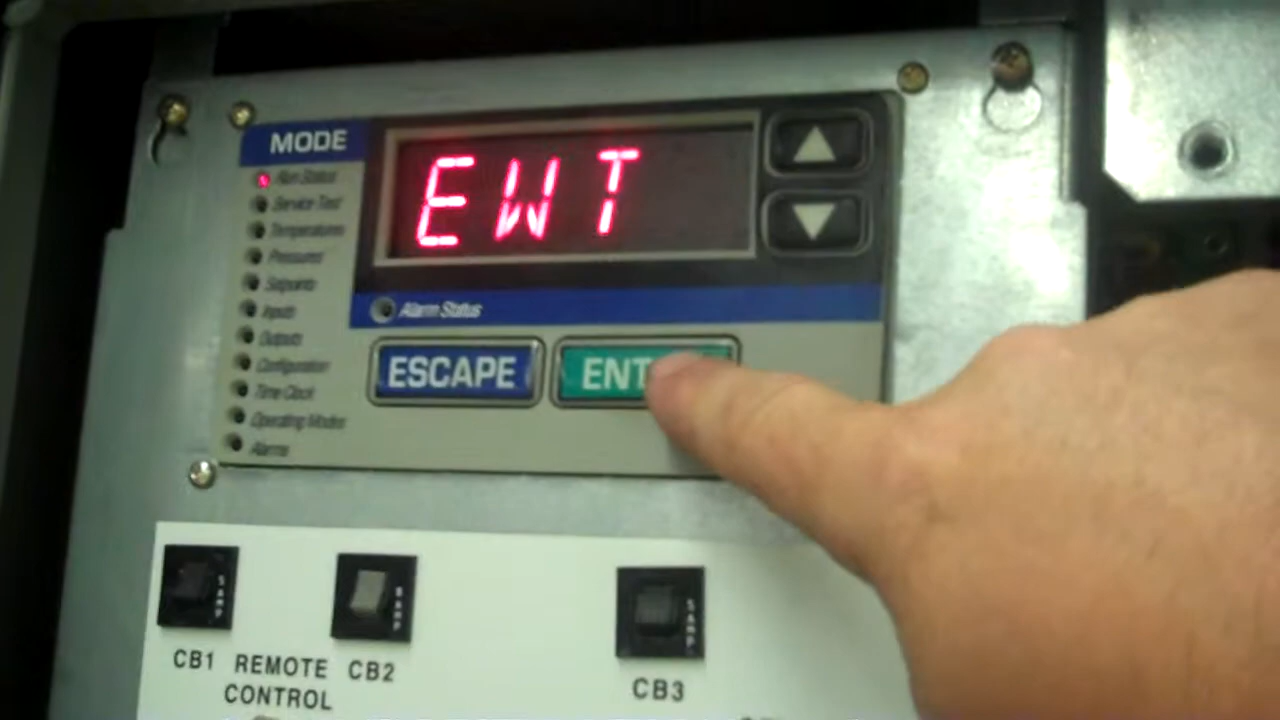 MODE
EWT
Alarm Status
Service Test
Temperatures
Pressures
Setpoints
Inputs
Outputs
Configuration
Time Clock
Operating Modes
Alarms
Alarm Status
ESCAPE
ENT
CB1
REMOTE
CONTROL
CB2
CB3